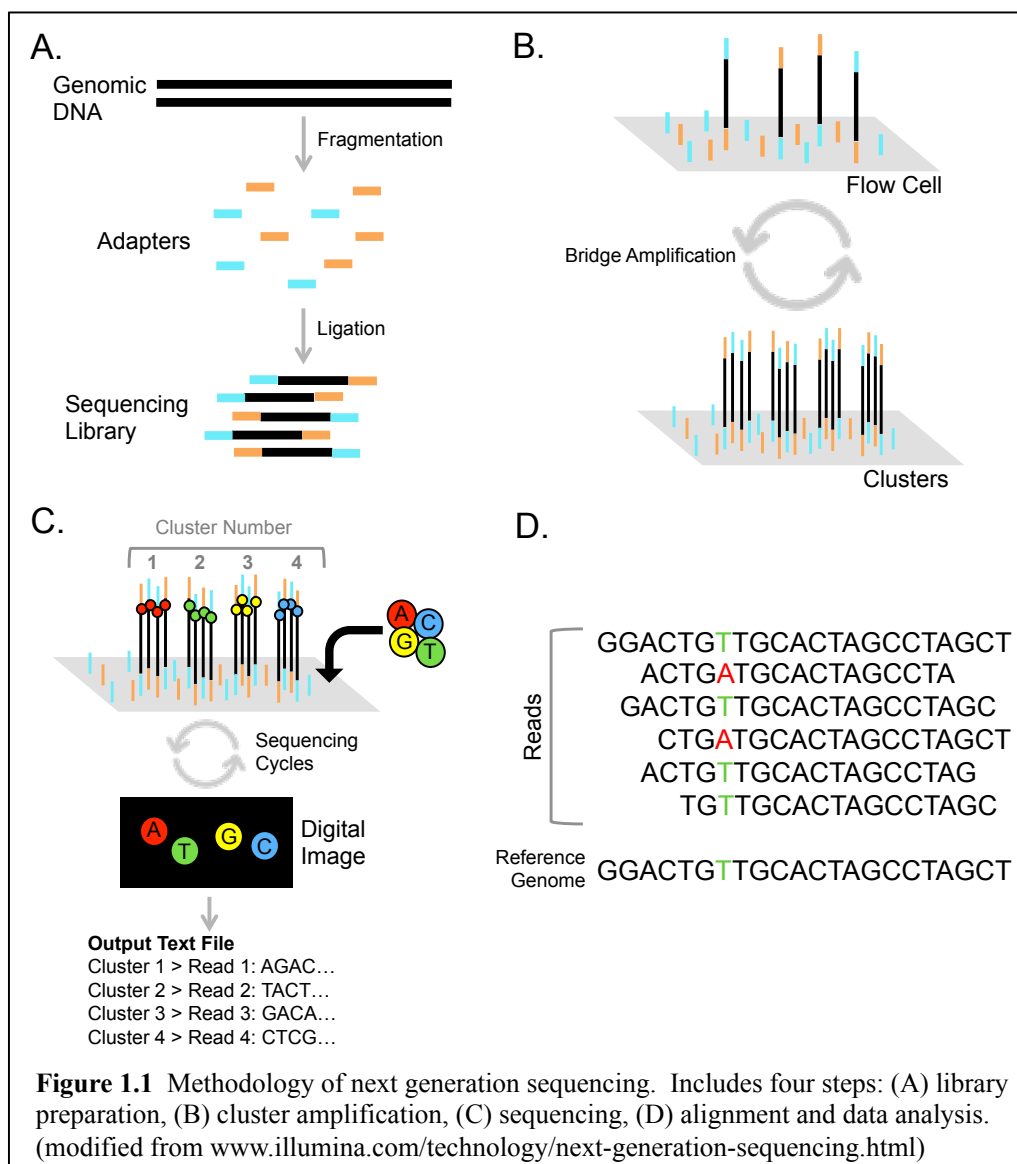 A.
Genomic
DNA
Fragmentation
Adapters
Ligation
Sequencing
Library
B.
Flow Cell
Bridge Amplification
Clusters
C.
Cluster Number
1 2 3 4
A
C
G
T
Sequencing
Cycles
A
T
G
C
Digital
Image
Output Text File
Cluster 1 > Read 1: AGAC…
Cluster 2 > Read 2: TACT…
Cluster 3 > Read 3: GACA…
Cluster 4 > Read 4: CTCG…
D.
Reads
GGACTGTTGCACTAGCCTAGCT
ACTGATGCACTAGCCTA
GACTGTTGCACTAGCCTAGC
CTGATGCACTAGCCTAGCT
ACTGTTGCACTAGCCTAG
TGTTGCACTAGCCTAGC
Reference
Genome
GGACTGTTGCACTAGCCTAGCT
Figure 1.1 Methodology of next generation sequencing. Includes four steps: (A) library
preparation, (B) cluster amplification, (C) sequencing, (D) alignment and data analysis.
(modified from www.illumina.com/technology/next-generation-sequencing.html)